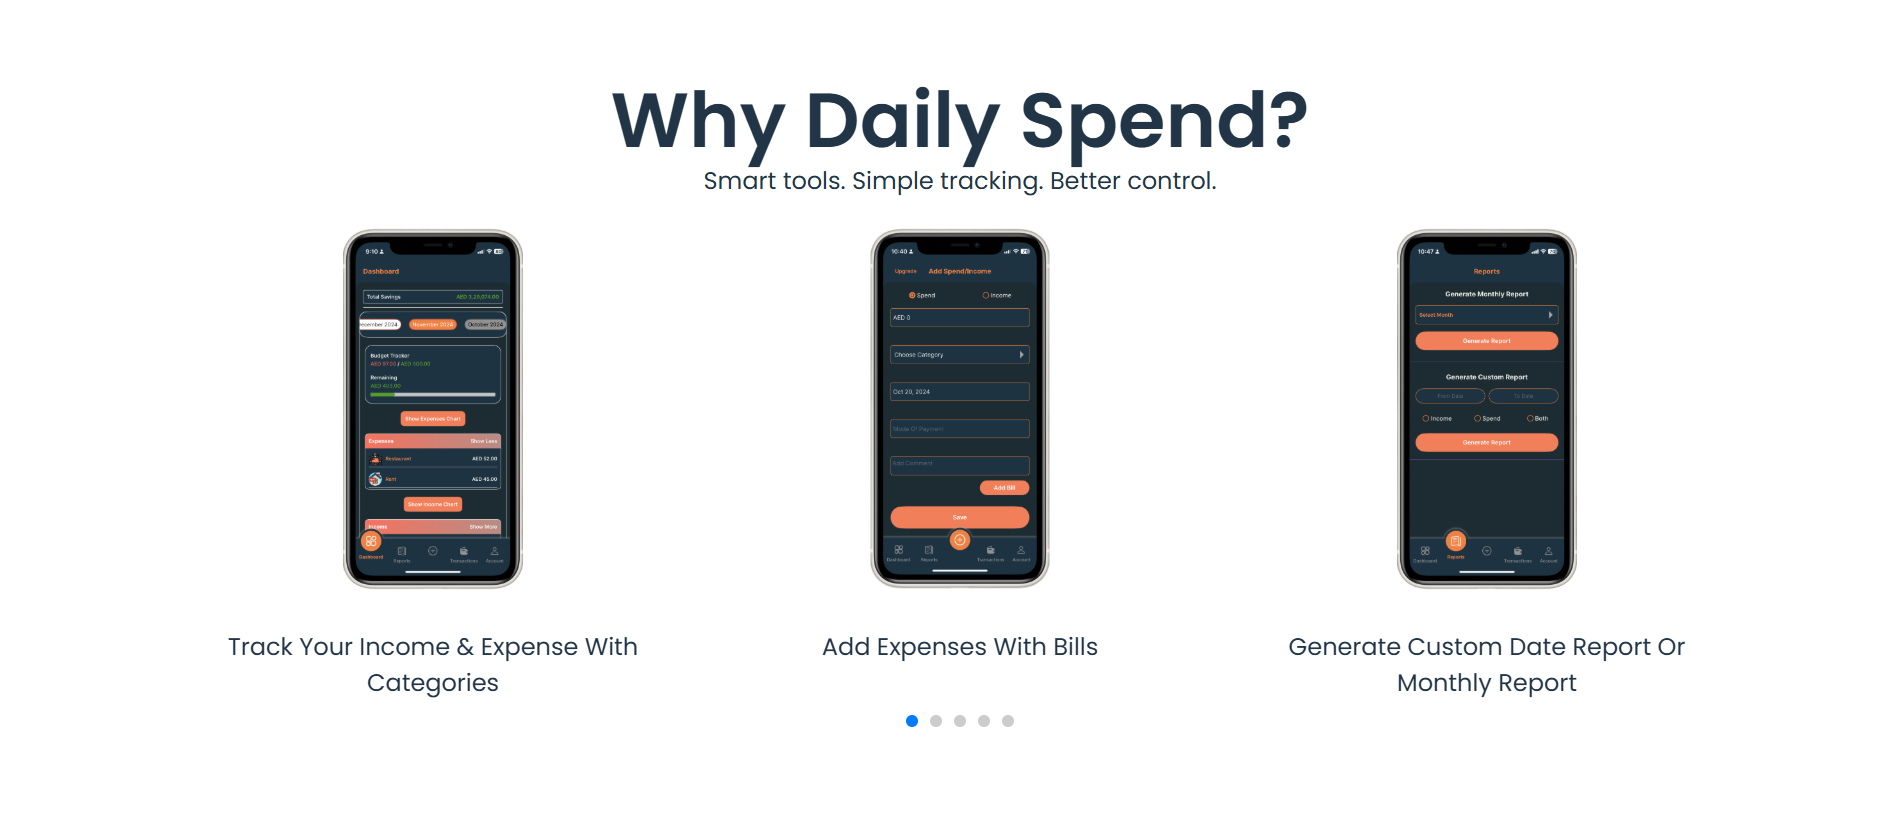 Why Daily Spend?
Smart tools. Simple tracking. Better control.
9:10
Dashboard
Total Savings AED 3,29,074.00
ecember 2024 November 2024 October 2024
Budget Tracker
AED 97.00 / AED 500.00
Remaining
AED 403.00
Show Expenses Chart
Expenses Show Less
Restaurant AED 52.00
Rent AED 45.00
Show Income Chart
Income Show More
Dashboard Reports Transactions Account
10:40
Upgrade Add Spend/Income
Spend Income
AED 0
Choose Category
Oct 20, 2024
Mode Of Payment
Add Comment
Add Bill
Save
Dashboard Reports Transactions Account
10:47
Reports
Generate Monthly Report
Select Month
Generate Report
Generate Custom Report
From Date To Date
Income Spend Both
Generate Report
Dashboard Reports Transactions Account
Track Your Income & Expense With
Categories
Add Expenses With Bills
Generate Custom Date Report Or
Monthly Report